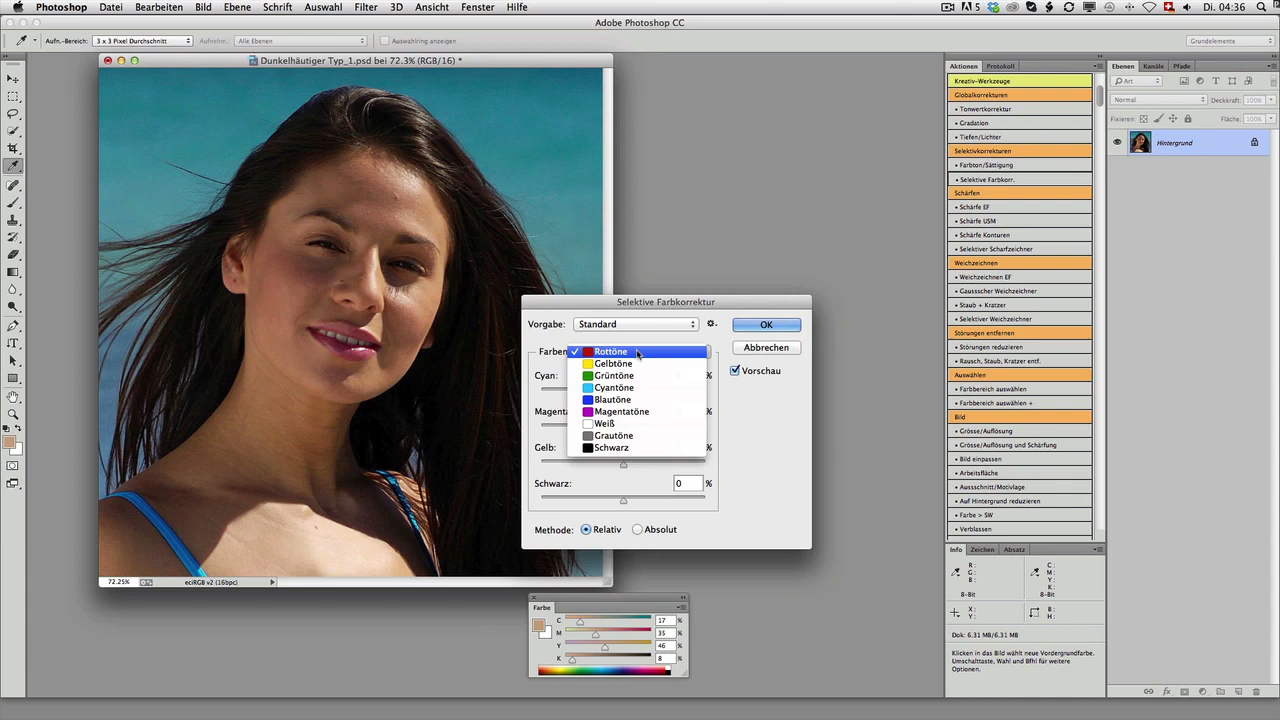 Photoshop Datei Bearbeiten Bild Ebene Schrift Auswahl Filter 3D Ansicht Fenster Hilfe
5 Di. 04:36
Adobe Photoshop CC
Aufn.-Bereich: 3 x 3 Pixel Durchschnitt Aufnehm.: Alle Ebenen Auswahlring anzeigen Grundelemente
Dunkelhäutiger Typ_1.psd bei 72.3% (RGB/16) *
Selektive Farbkorrektur
Vorgabe: Standard
OK
Farben
Rottöne
Gelbtöne
Grüntöne
Cyantöne
Blautöne
Magentatöne
Weiß
Grautöne
Schwarz
Abbrechen
Vorschau
Cyan: %
Magenta %
Gelb: %
Schwarz: 0 %
Methode: Relativ Absolut
72.25% eciRGB v2 (16bpc)
Farbe
C 17 %
M 35 %
Y 46 %
K 8 %
Aktionen Protokoll
Kreativ-Werkzeuge
Globalkorrekturen
• Tonwertkorrektur
• Gradation
• Tiefen/Lichter
Selektivkorrekturen
• Farbton/Sättigung
• Selektive Farbkorr.
Schärfen
• Schärfe EF
• Schärfe USM
• Schärfe Konturen
• Selektiver Scharfzeichner
Weichzeichnen
• Weichzeichnen EF
• Gaussscher Weichzeichner
• Staub + Kratzer
• Selektiver Weichzeichner
Störungen entfernen
• Störungen reduzieren
• Rausch, Staub, Kratzer entf.
Auswählen
• Farbbereich auswählen
• Farbbereich auswählen +
Bild
• Grösse/Auflösung
• Grösse/Auflösung und Schärfung
• Bild einpassen
• Arbeitsfläche
• Ausschnitt/Motivlage
• Auf Hintergrund reduzieren
• Farbe > SW
• Verblassen
Info Zeichen Absatz
R : C :
G : M :
B : Y :
K :
8-Bit 8-Bit
X : B :
Y : H :
Dok: 6.31 MB/6.31 MB
Klicken in das Bild wählt neue Vordergrundfarbe.
Umschalttaste, Wahl und Bfhl für weitere
Optionen.
Ebenen Kanäle Pfade
Art
Normal Deckkraft: 100%
Fixieren: Fläche: 100%
Hintergrund